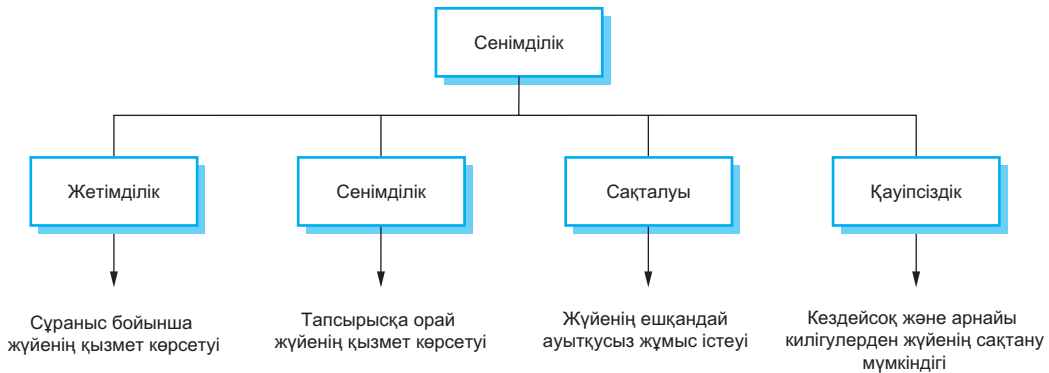 Сенімділік
Жетімділік
Сенімділік
Сақталуы
Қауіпсіздік
Сұраныс бойынша
жүйенің қызмет көрсетуі
Тапсырысқа орай
жүйенің қызмет көрсетуі
Жүйенің ешқандай
ауытқусыз жұмыс істеуі
Кездейсоқ және арнайы
килігулерден жүйенің сақтану
мүмкіндігі